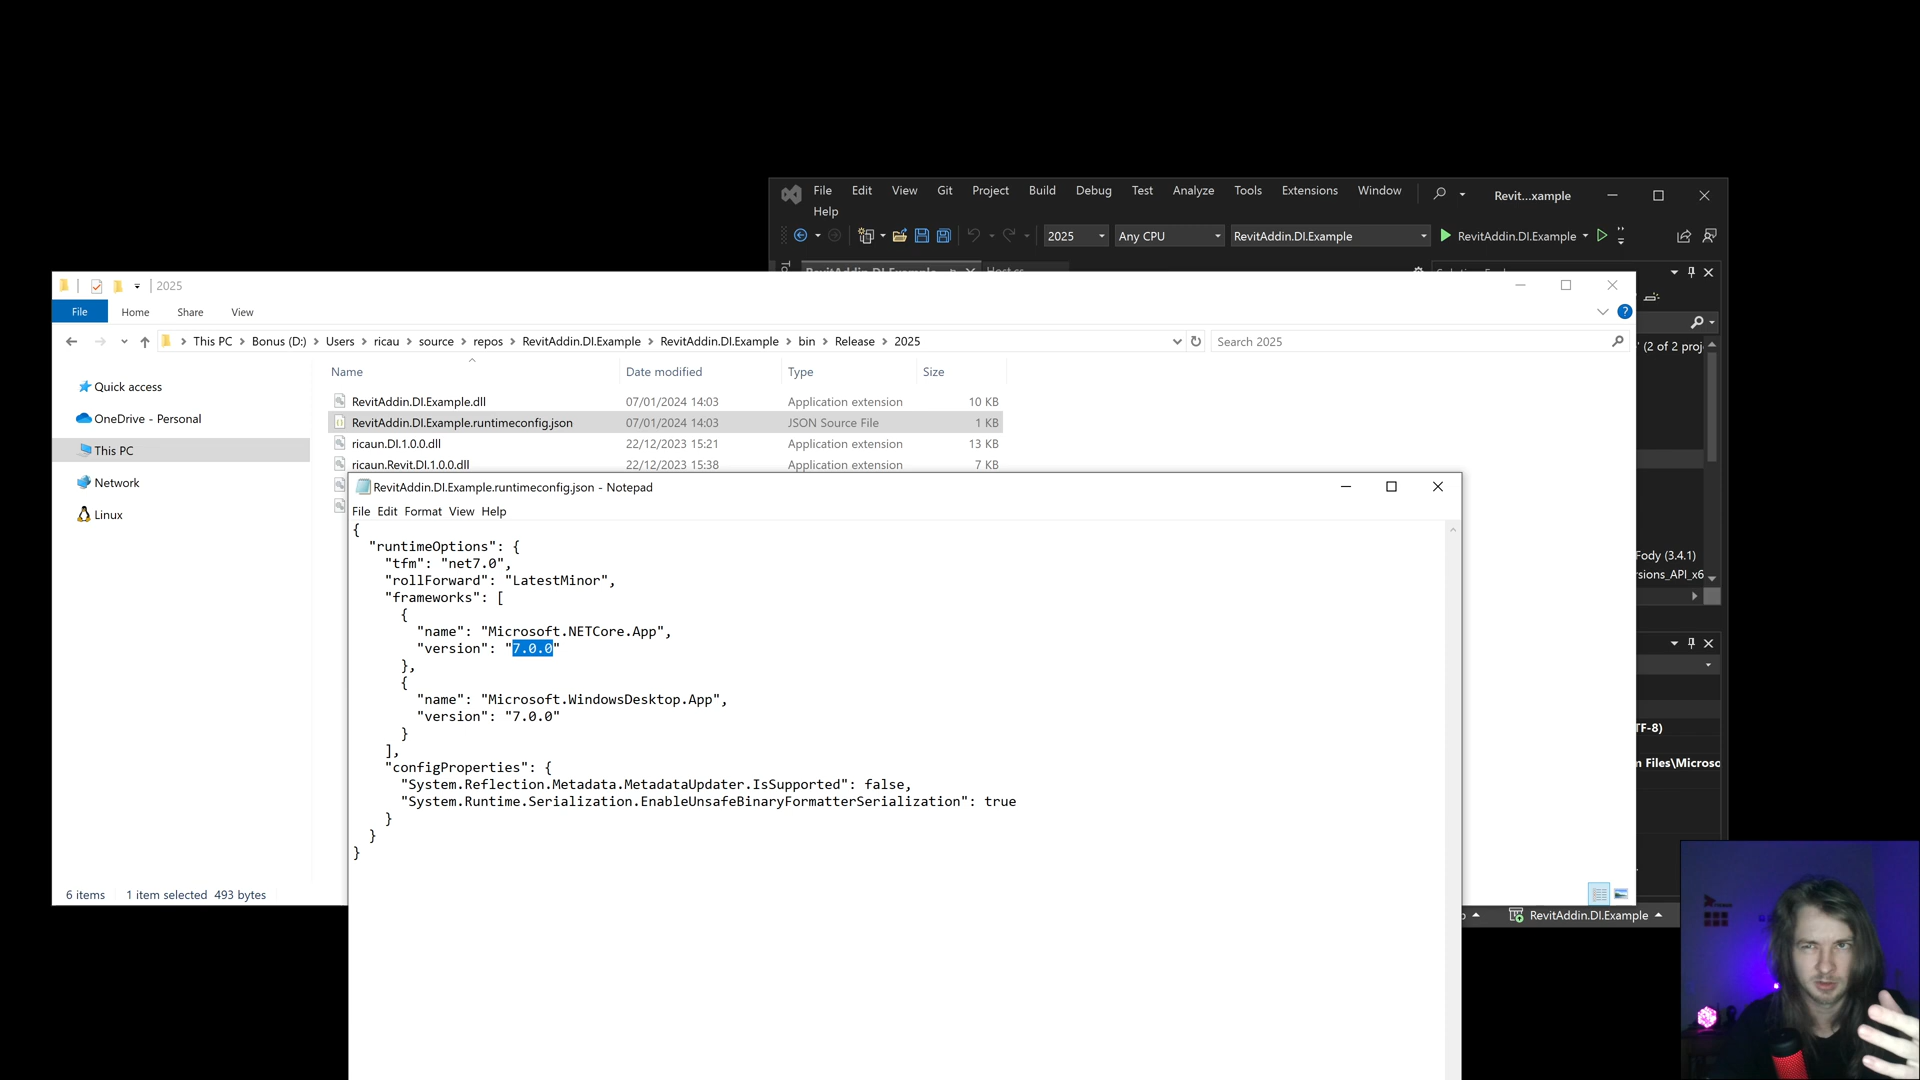 File Edit View Git Project Build Debug Test Analyze Tools Extensions Window
Revit...xample
Help
2025
Any CPU
RevitAddin.DI.Example
RevitAddin.DI.Example
2025
File Home Share View
This PC > Bonus (D:) > Users > ricau > source > repos > RevitAddin.DI.Example > RevitAddin.DI.Example > bin > Release > 2025
Search 2025
(2 of 2 proj
Name Date modified Type Size
Quick access
OneDrive - Personal
This PC
Network
Linux
RevitAddin.DI.Example.dll 07/01/2024 14:03 Application extension 10 KB
RevitAddin.DI.Example.runtimeconfig.json 07/01/2024 14:03 JSON Source File 1 KB
ricaun.DI.1.0.0.dll 22/12/2023 15:21 Application extension 13 KB
ricaun.Revit.DI.1.0.0.dll 22/12/2023 15:38 Application extension 7 KB
RevitAddin.DI.Example.runtimeconfig.json - Notepad
File Edit Format View Help
{
"runtimeOptions": {
"tfm": "net7.0",
"rollForward": "LatestMinor",
"frameworks": [
{
"name": "Microsoft.NETCore.App",
"version": "7.0.0"
},
{
"name": "Microsoft.WindowsDesktop.App",
"version": "7.0.0"
}
],
"configProperties": {
"System.Reflection.Metadata.MetadataUpdater.IsSupported": false,
"System.Runtime.Serialization.EnableUnsafeBinaryFormatterSerialization": true
}
}
}
Fody (3.4.1)
rsions_API_x6
TF-8)
Files\Microso
6 items 1 item selected 493 bytes
RevitAddin.DI.Example